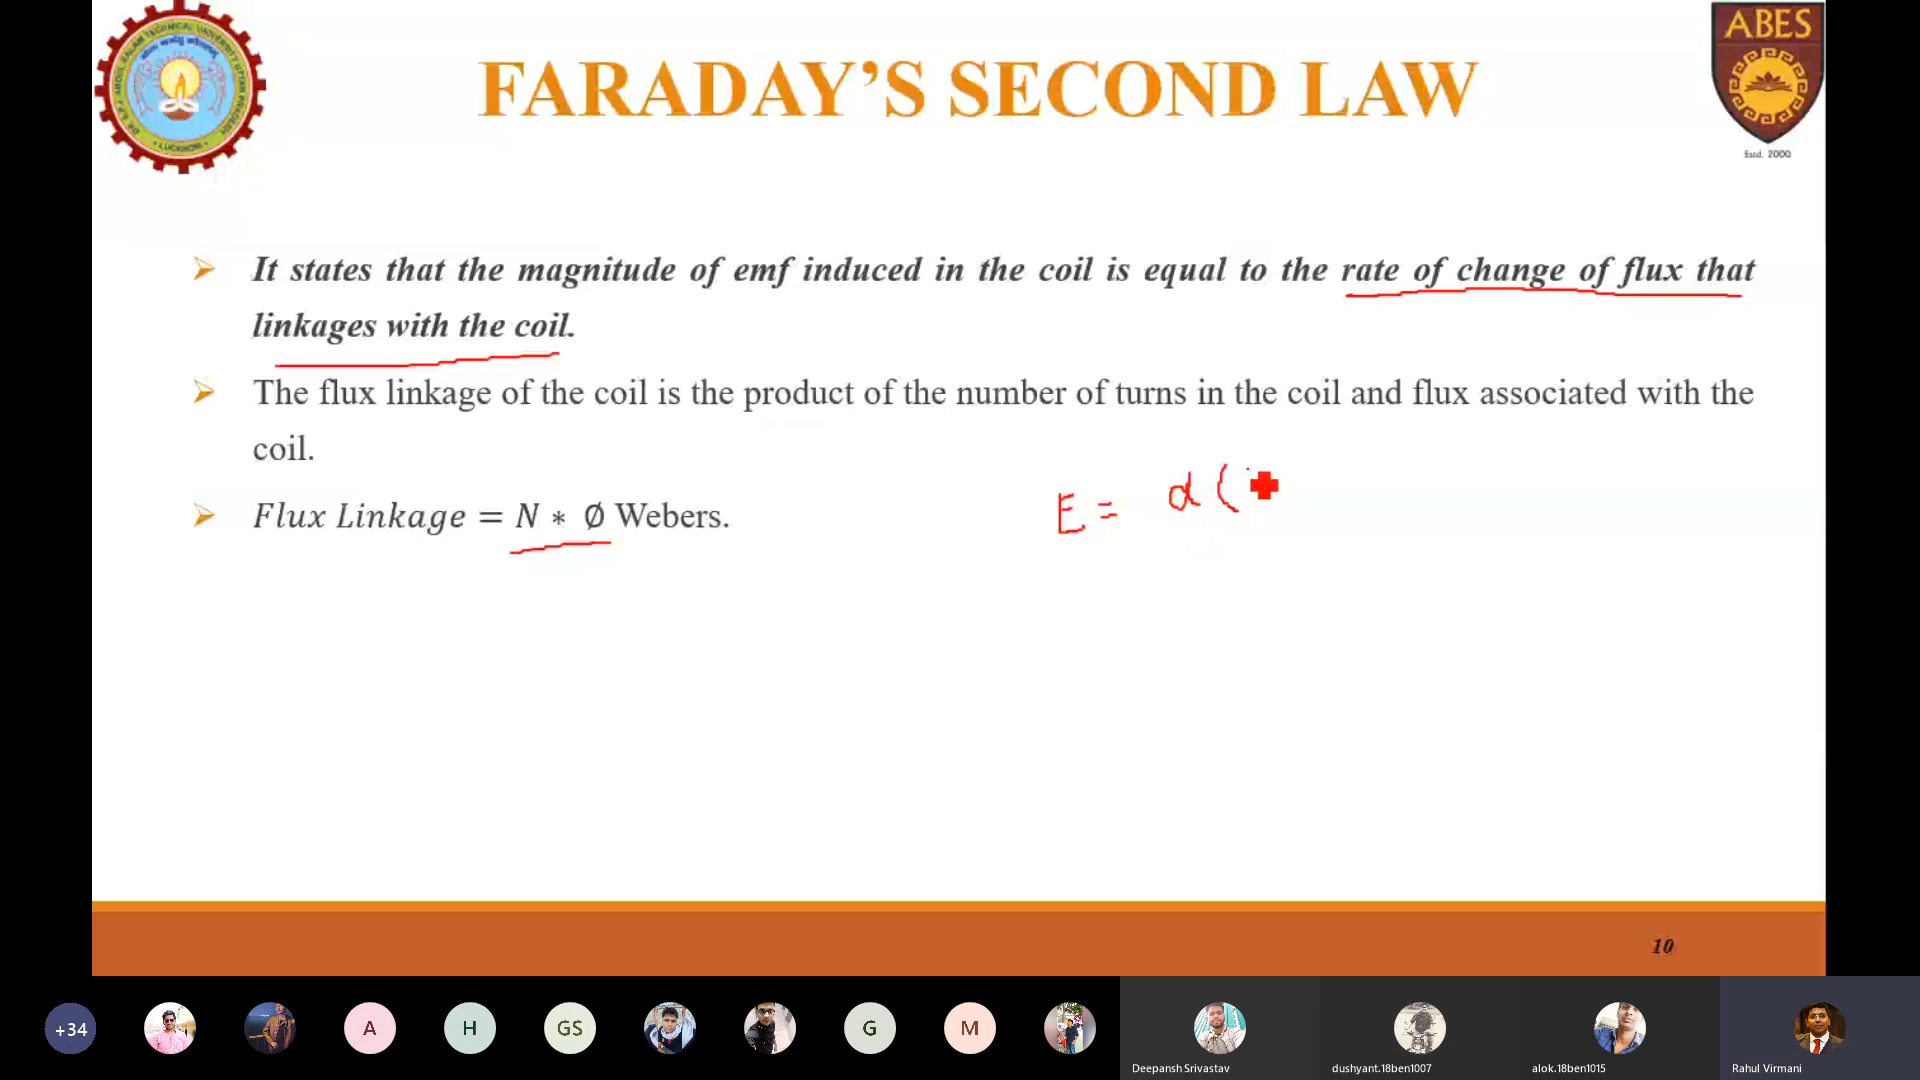 FARADAY'S SECOND LAW
ABES
Estd. 2000
LUCKNOW
It states that the magnitude of emf induced in the coil is equal to the rate of change of flux that
linkages with the coil.
The flux linkage of the coil is the product of the number of turns in the coil and flux associated with the
coil.
Flux Linkage = N * ∅ Webers.
E = d (
10
+34
A
H
GS
G
M
Deepansh Srivastav
dushyant.18ben1007
alok.18ben1015
Rahul Virmani